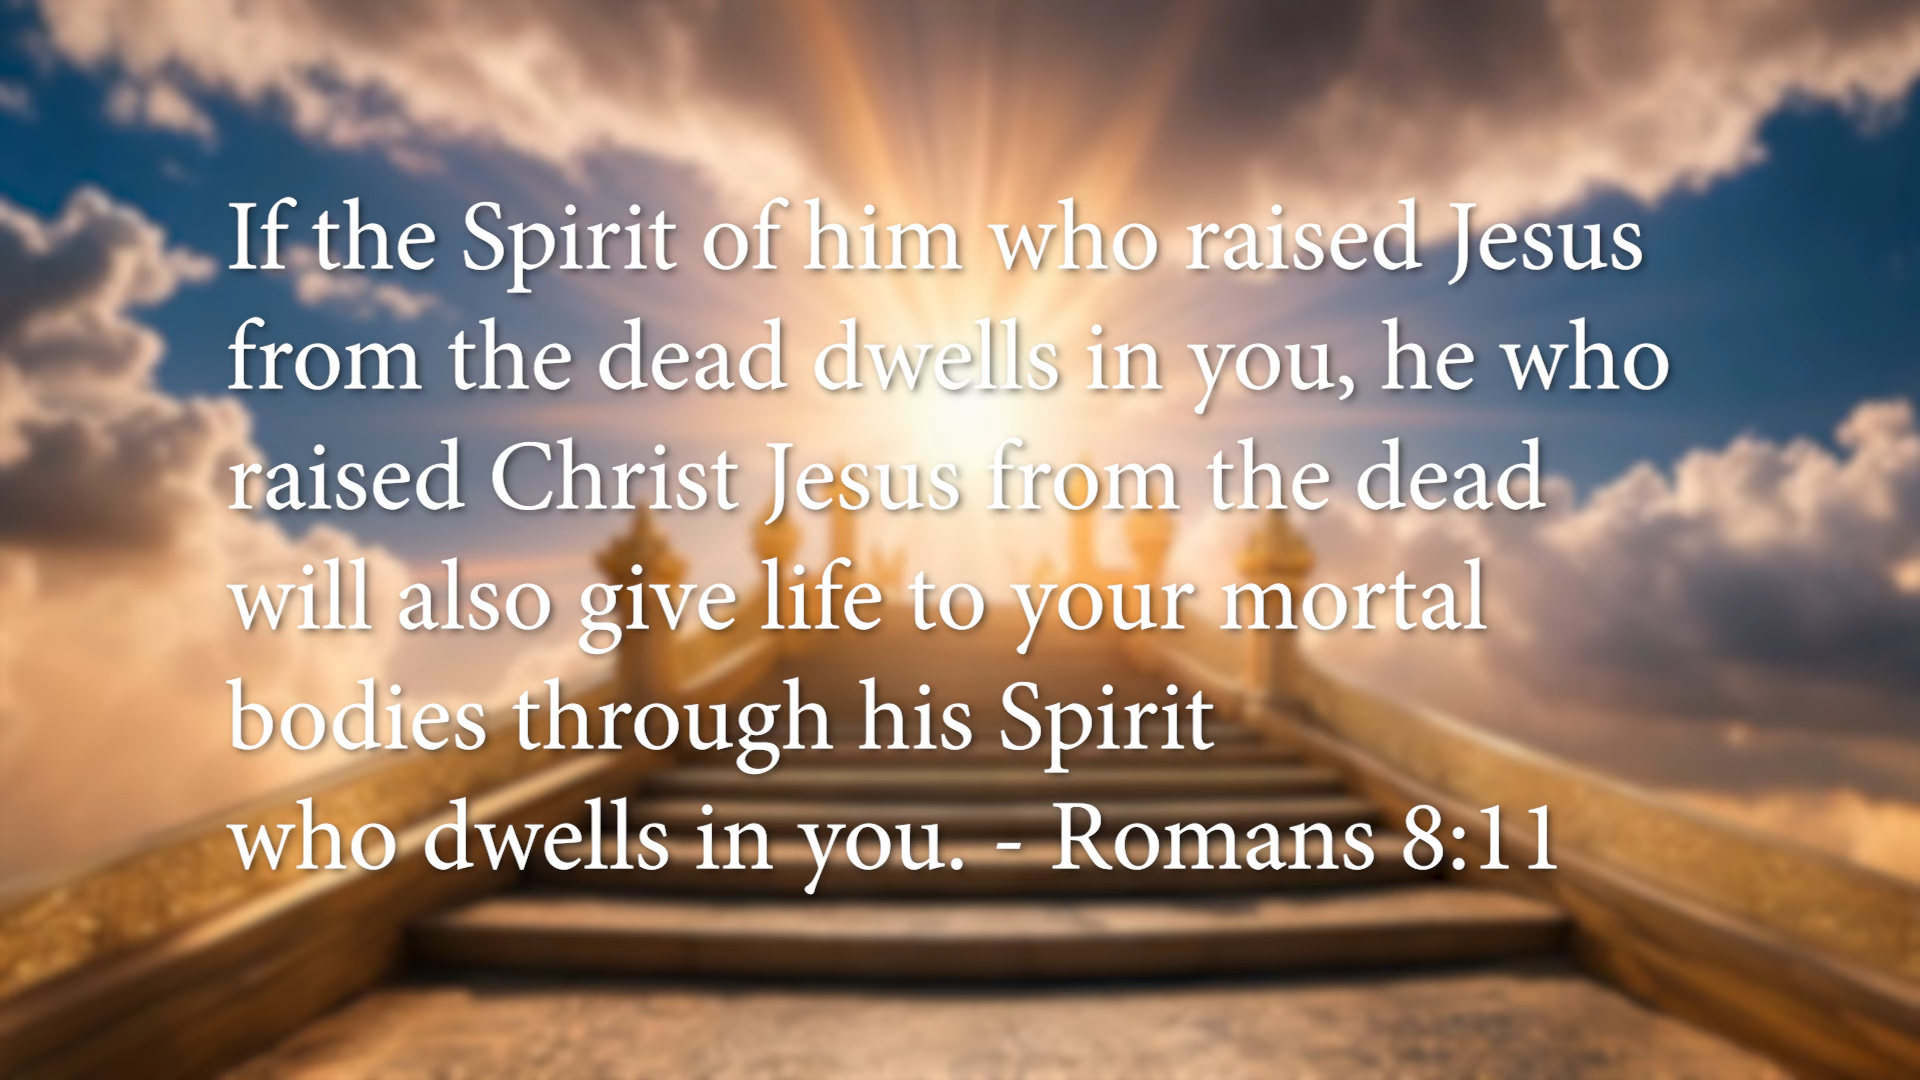 If the Spirit of him who raised Jesus
from the dead dwells in you, he who
raised Christ Jesus from the dead
will also give life to your mortal
bodies through his Spirit
who dwells in you. - Romans 8:11